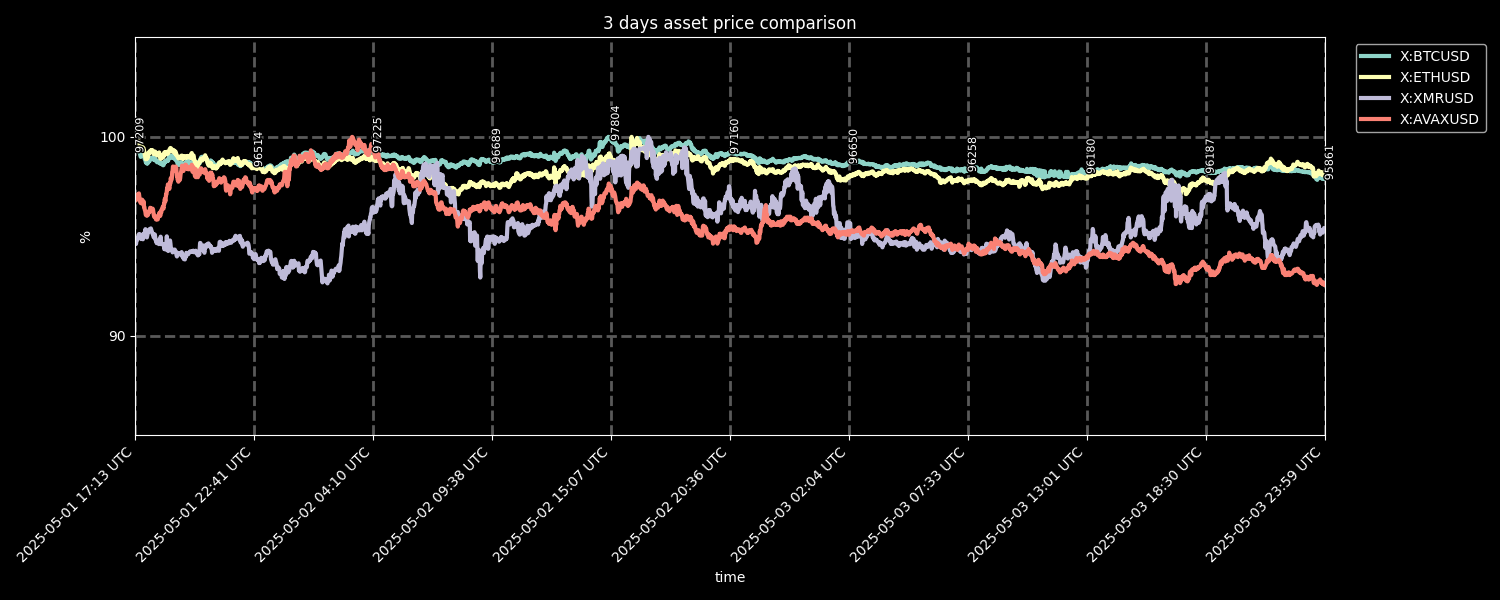 3 days asset price comparison
X:BTCUSD
X:ETHUSD
X:XMRUSD
X:AVAXUSD
100
90
%
97209
96514
97225
96689
97804
97160
96650
96258
96180
96187
95861
2025-05-01 17:13 UTC
2025-05-01 22:41 UTC
2025-05-02 04:10 UTC
2025-05-02 09:38 UTC
2025-05-02 15:07 UTC
2025-05-02 20:36 UTC
2025-05-03 02:04 UTC
2025-05-03 07:33 UTC
2025-05-03 13:01 UTC
2025-05-03 18:30 UTC
2025-05-03 23:59 UTC
time